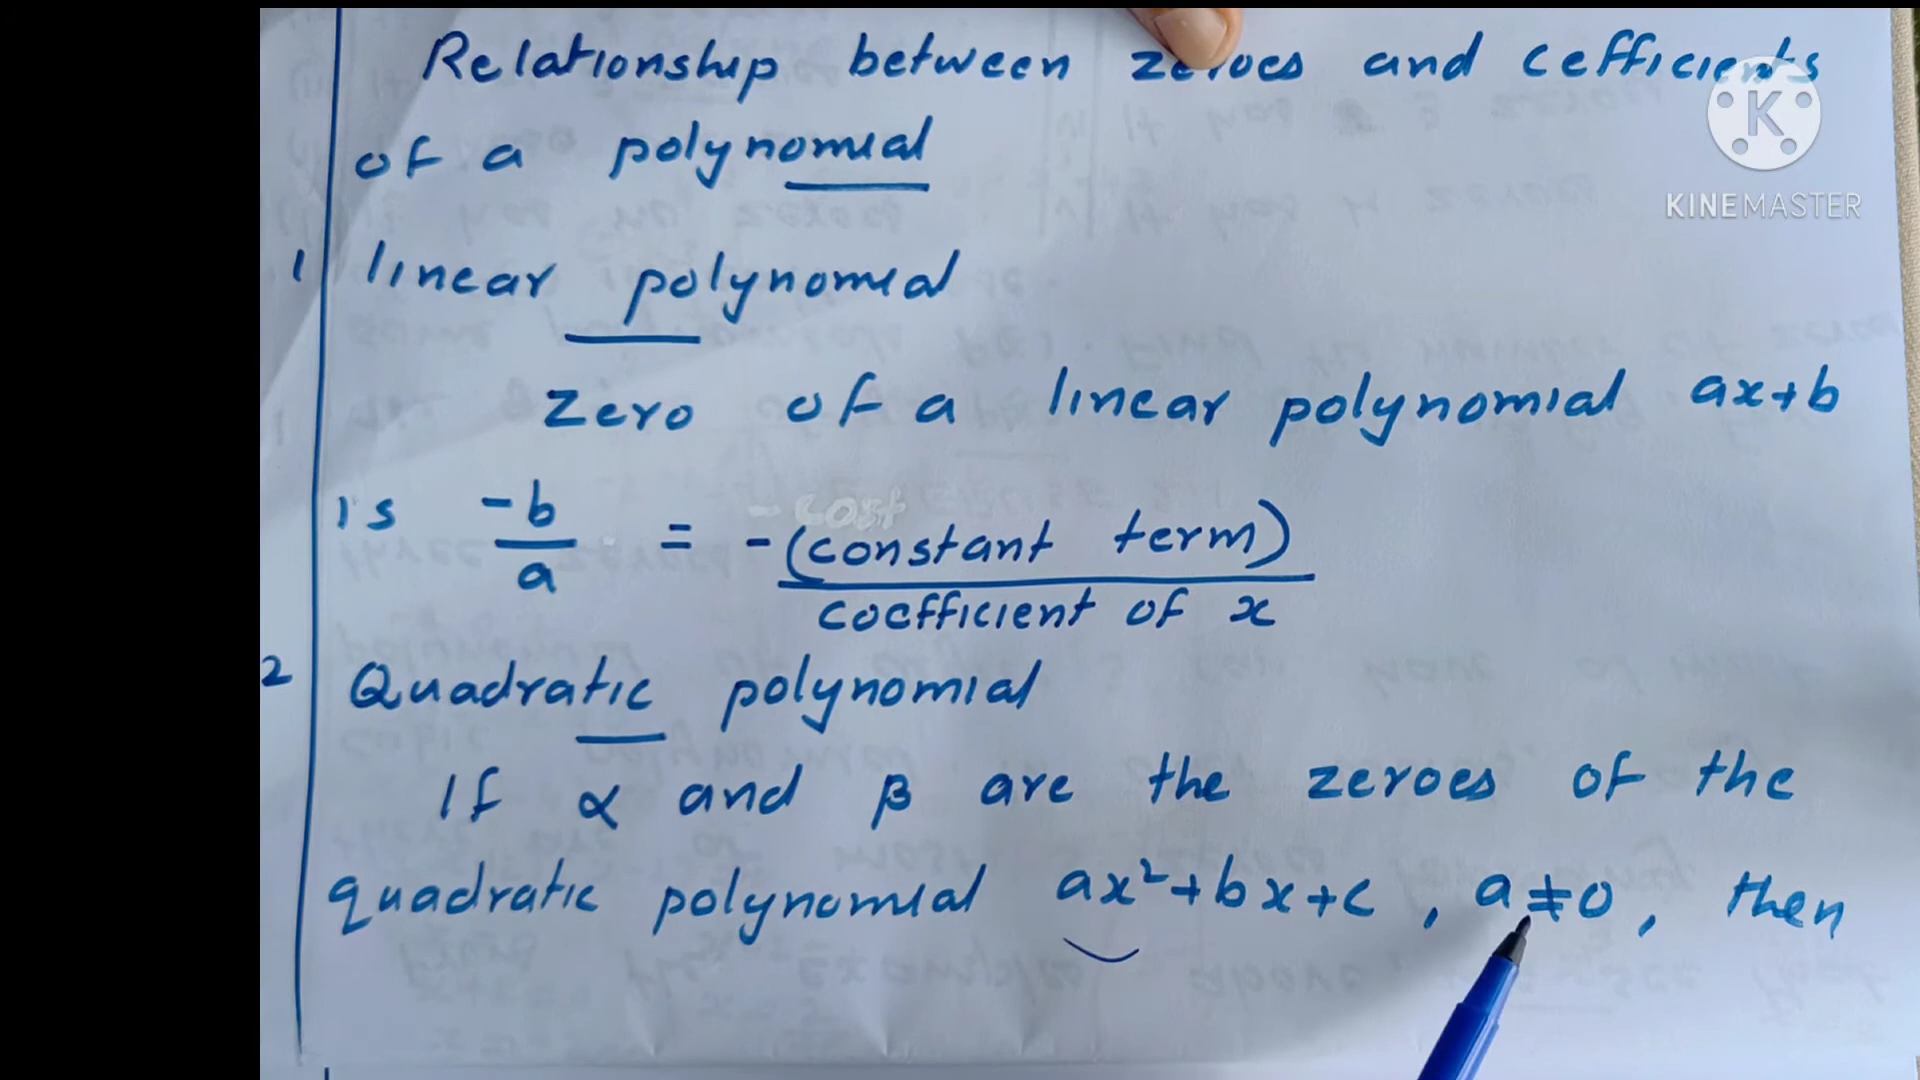 Relationship between zeroes and cefficients
of a polynomial
1 linear polynomial
zero of a linear polynomial ax+b
is -b/a = -(constant term)/coefficient of x
2 Quadratic polynomial
If α and β are the zeroes of the
quadratic polynomial ax²+bx+c, a≠0, then
KINEMASTER